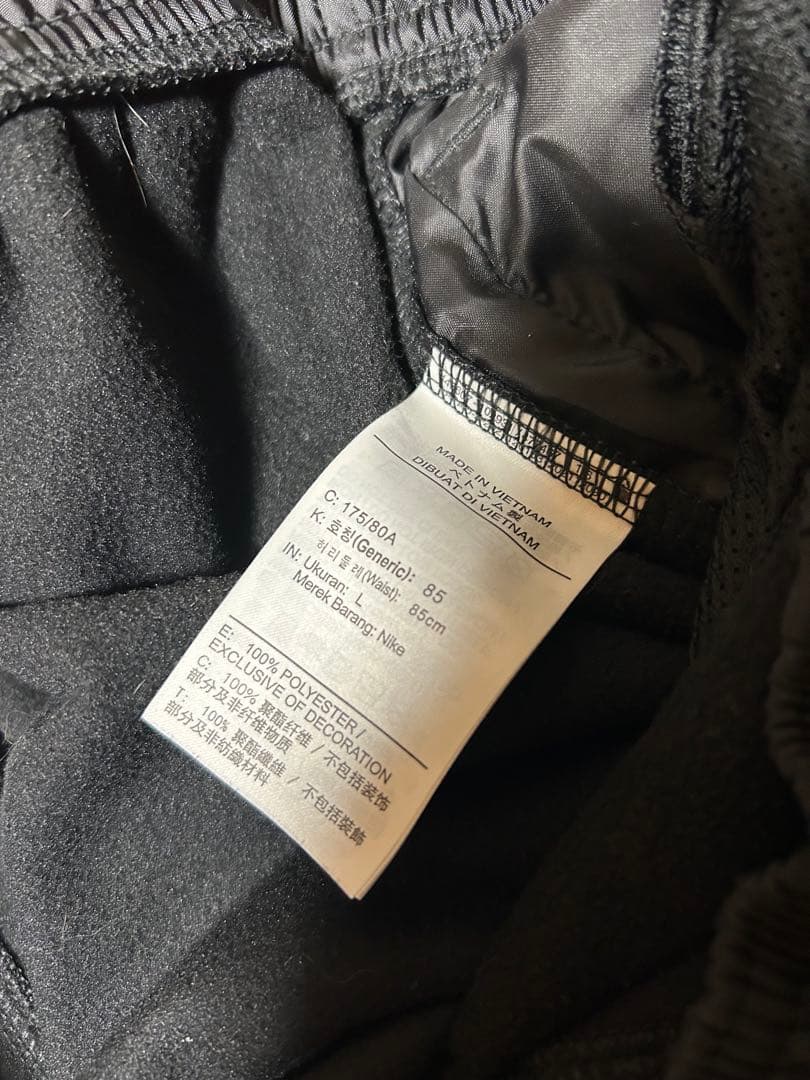 MADE IN VIETNAM
ベトナム製
DIBUAT DI VIETNAM
C: 175/80A
K: 호칭(Generic): 85
허리둘레(Waist): 85cm
IN: Ukuran: L
Merek Barang: Nike
E: 100% POLYESTER /
EXCLUSIVE OF DECORATION
C: 100% 聚酯纤维 / 不包括装饰
部分及非纤维物质
T: 100% 聚酯纖維 / 不包括裝飾
部分及非紡織材料